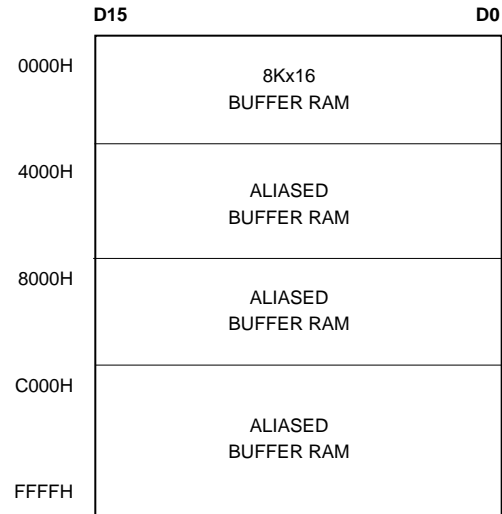 D15 D0
0000H
8Kx16
BUFFER RAM
4000H
ALIASED
BUFFER RAM
8000H
ALIASED
BUFFER RAM
C000H
ALIASED
BUFFER RAM
FFFFH